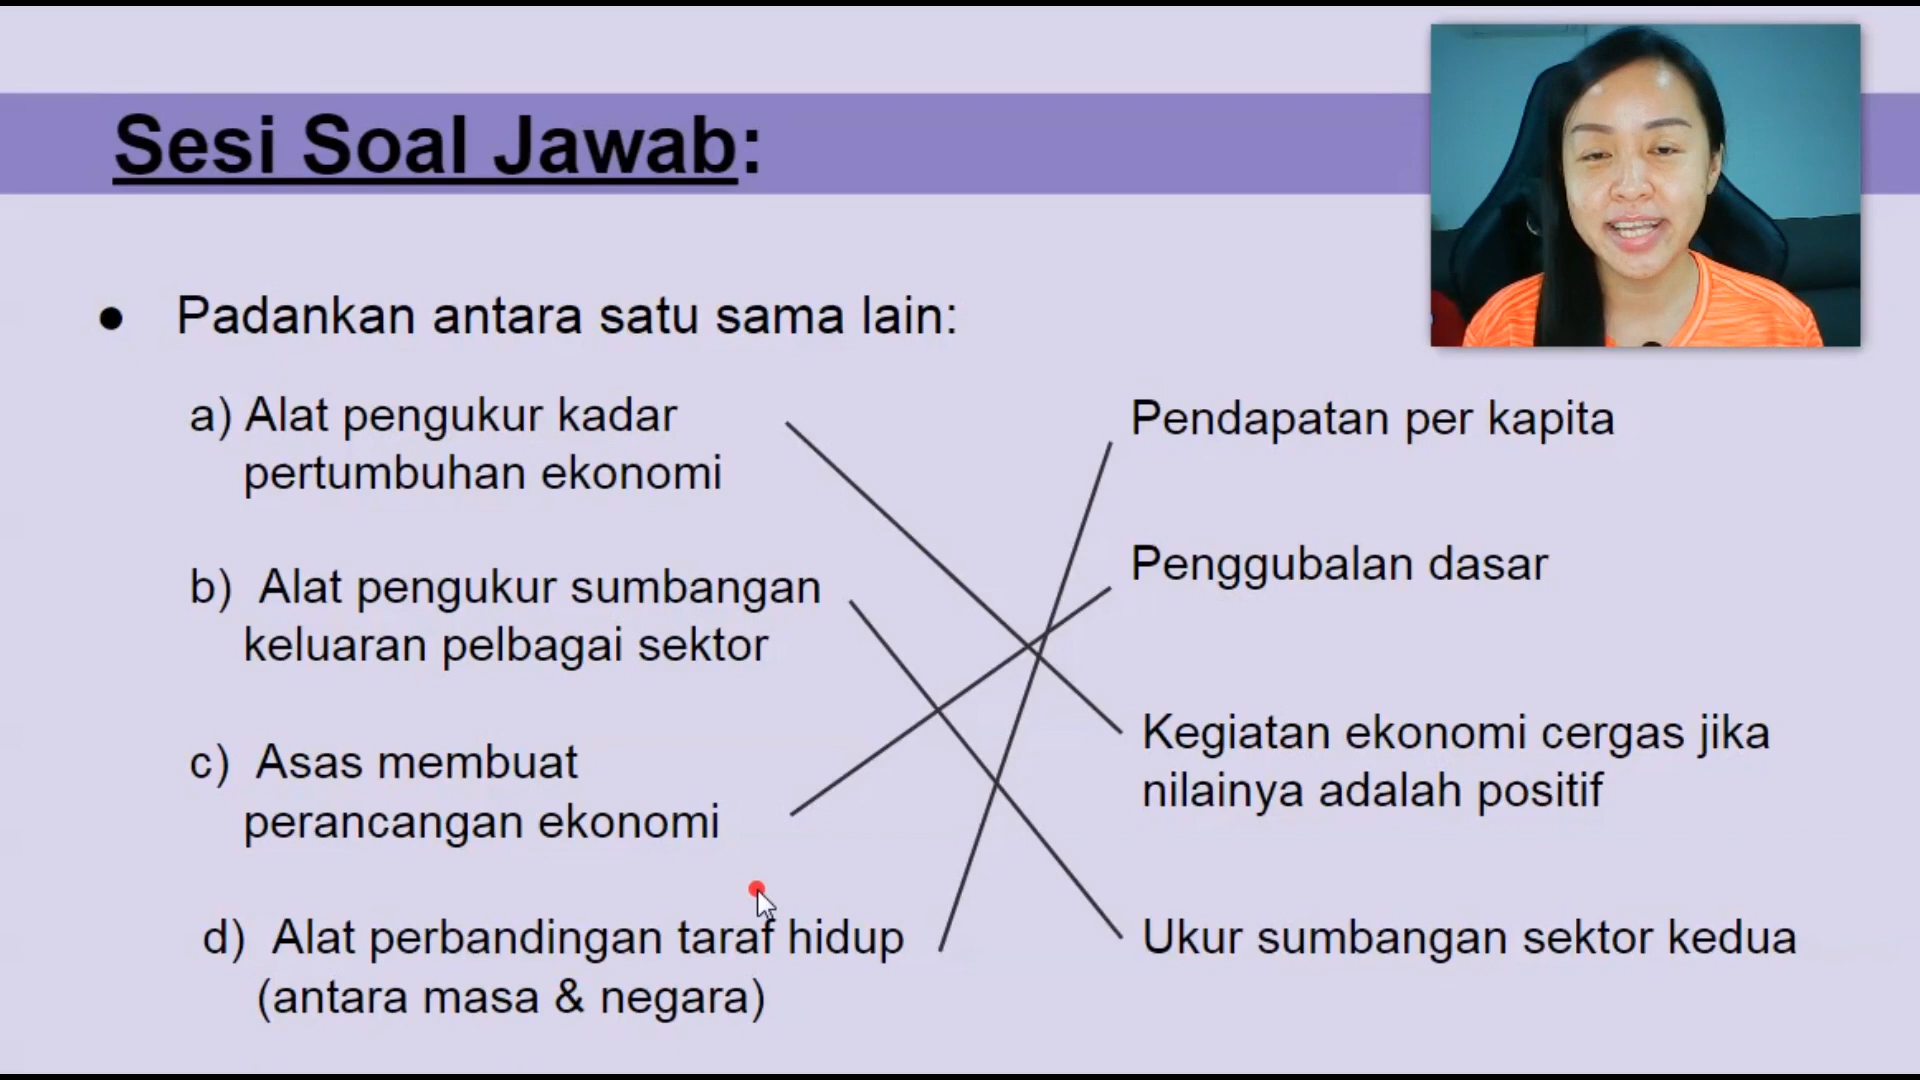 Sesi Soal Jawab:
● Padankan antara satu sama lain:
a) Alat pengukur kadar
pertumbuhan ekonomi
b) Alat pengukur sumbangan
keluaran pelbagai sektor
c) Asas membuat
perancangan ekonomi
d) Alat perbandingan taraf hidup
(antara masa & negara)
Pendapatan per kapita
Penggubalan dasar
Kegiatan ekonomi cergas jika
nilainya adalah positif
Ukur sumbangan sektor kedua